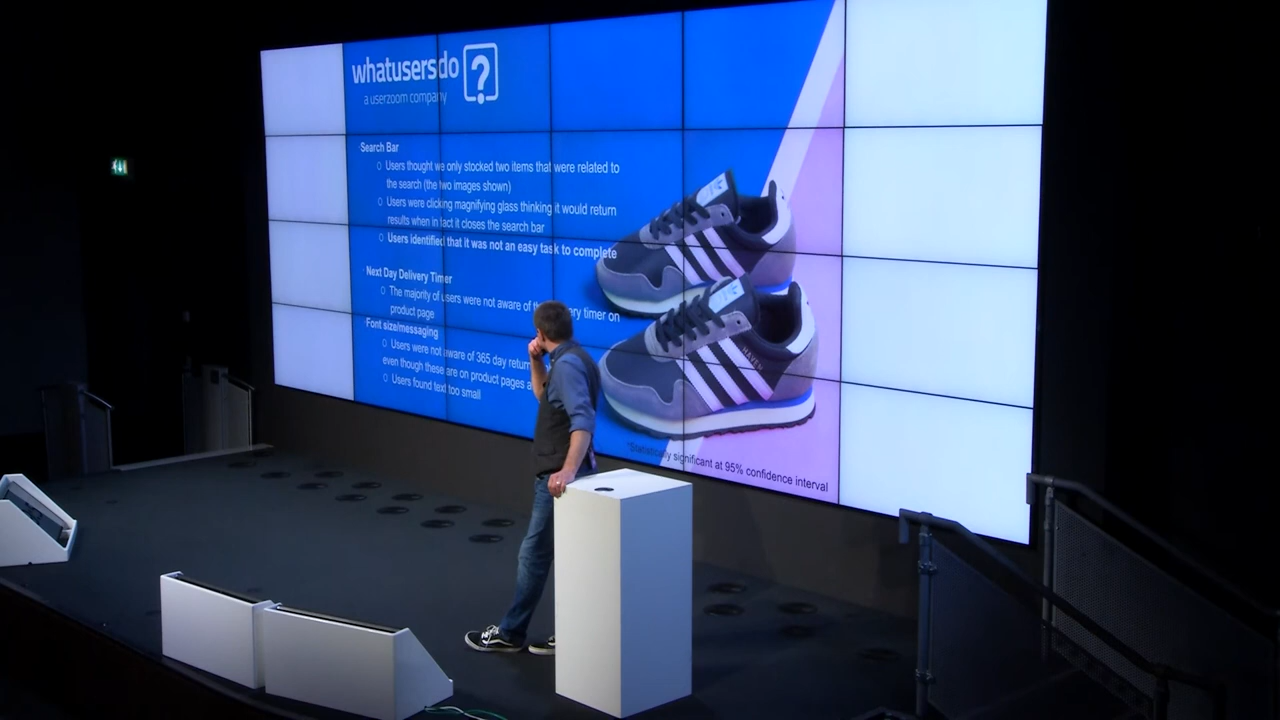 whatusersdo ?
a userzoom company
·Search Bar
○ Users thought we only stocked two items that were related to
the search (the two images shown)
○ Users were clicking magnifying glass thinking it would return
results when in fact it closes the search bar
○ Users identified that it was not an easy task to complete
· Next Day Delivery Timer
○ The majority of users were not aware of timer on
product page
·Font size/messaging
○ Users were not aware of 365 day
even though these are on product pages
○ Users found text too small
HAVEN
*Statistically significant at 95% confidence interval